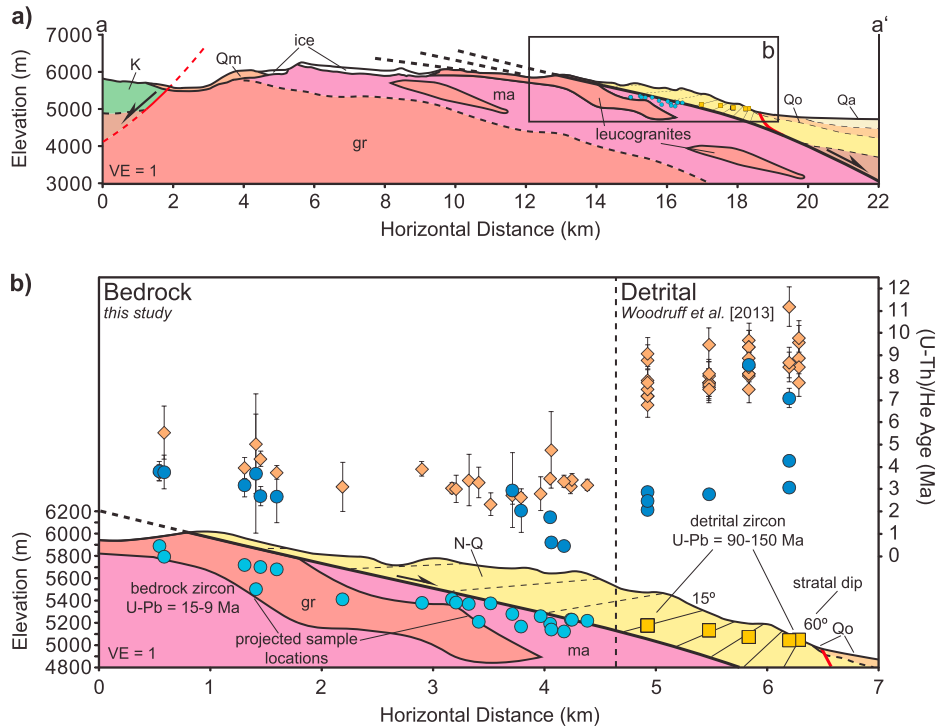 a)
a
a‘
7000
6000
5000
4000
3000
Elevation (m)
K
Qm
ice
b
ma
Qo
Qa
leucogranites
gr
VE = 1
0
2
4
6
8
10
12
14
16
18
20
22
Horizontal Distance (km)
b)
Bedrock
this study
Detrital
Woodruff et al. [2013]
12
11
10
9
8
7
6
5
4
3
2
1
0
(U-Th)/He Age (Ma)
6200
6000
5800
5600
5400
5200
5000
4800
Elevation (m)
detrital zircon
U-Pb = 90-150 Ma
N-Q
stratal dip
bedrock zircon
U-Pb = 15-9 Ma
gr
15º
60º
Qo
projected sample
locations
ma
VE = 1
0
1
2
3
4
5
6
7
Horizontal Distance (km)